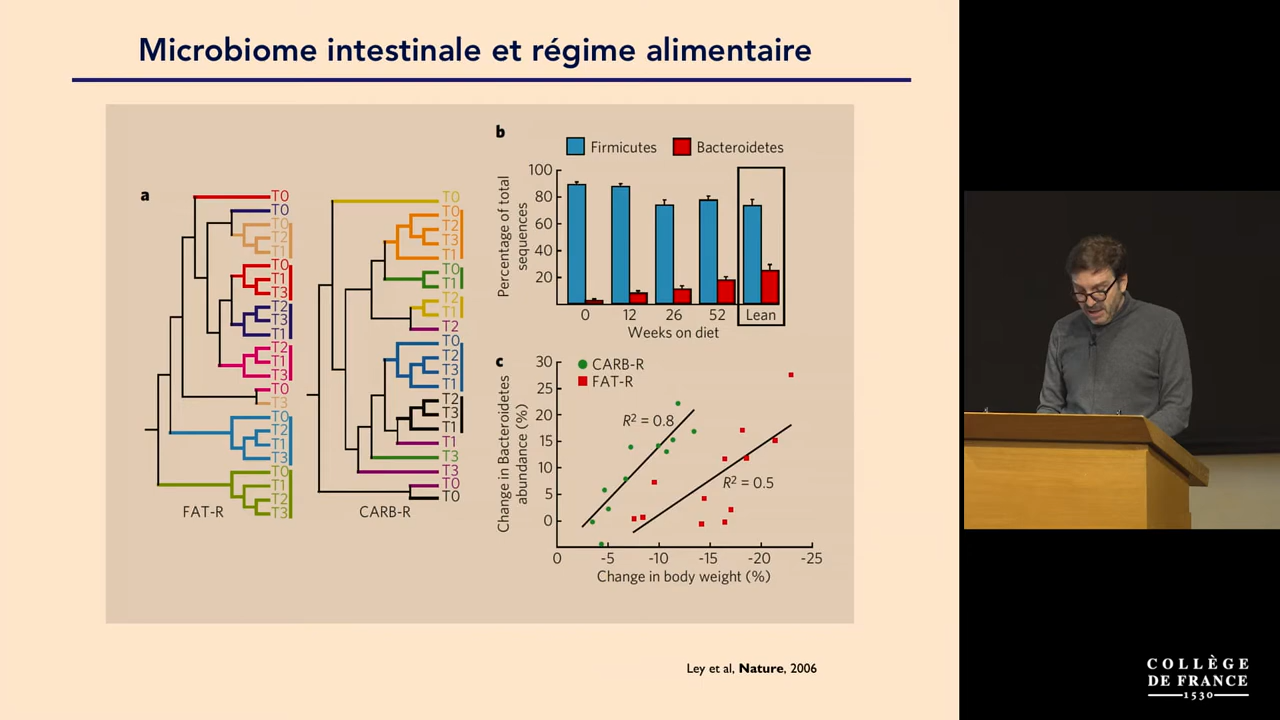 Microbiome intestinale et régime alimentaire
a
T0
T0
T0
T2
T1
T0
T1
T3
T2
T3
T1
T2
T1
T3
T0
T3
T0
T2
T1
T3
T0
T1
T2
T3
FAT-R
T0
T0
T2
T3
T1
T0
T1
T2
T1
T2
T0
T2
T3
T1
T2
T3
T1
T1
T3
T3
T0
T0
CARB-R
b
Firmicutes
Bacteroidetes
Percentage of total
sequences
100
80
60
40
20
0
12
26
52
Lean
Weeks on diet
c
CARB-R
FAT-R
Change in Bacteroidetes
abundance (%)
30
25
20
15
10
5
0
R² = 0.8
R² = 0.5
0
-5
-10
-15
-20
-25
Change in body weight (%)
Ley et al, Nature, 2006
COLLÈGE
DE FRANCE
1530